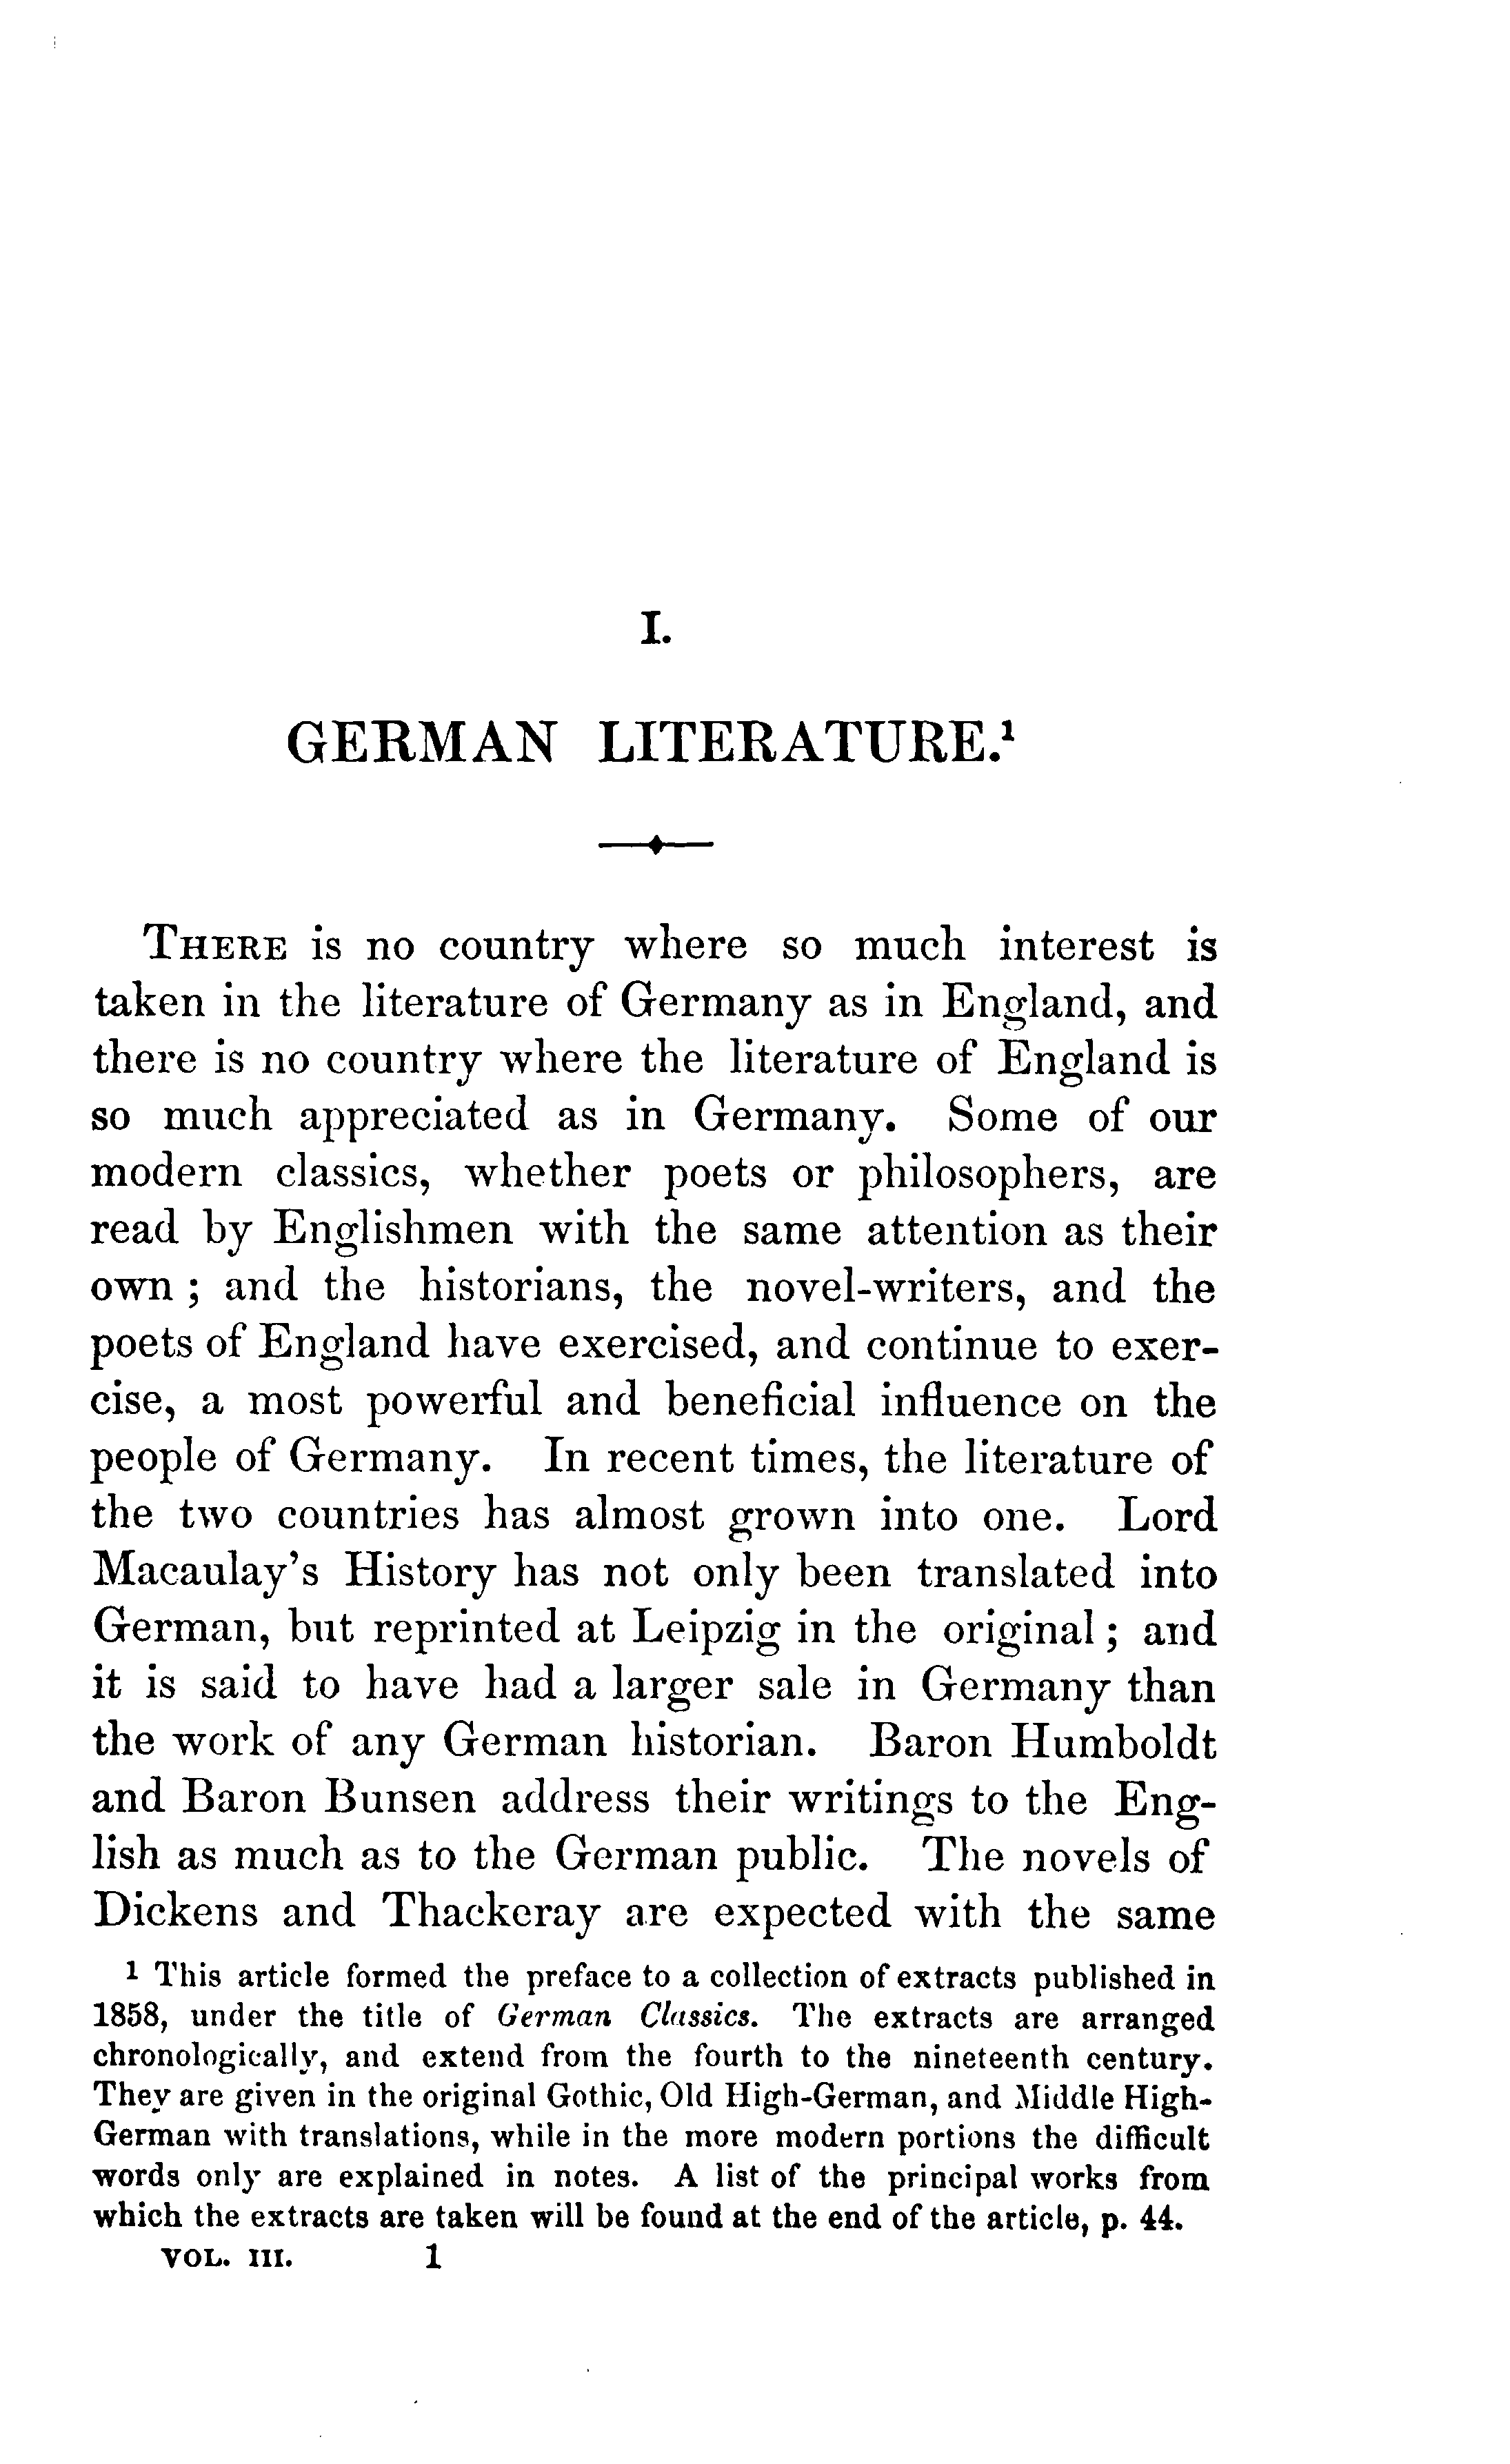 I.
GERMAN LITERATURE.¹
THERE is no country where so much interest is
taken in the literature of Germany as in England, and
there is no country where the literature of England is
so much appreciated as in Germany. Some of our
modern classics, whether poets or philosophers, are
read by Englishmen with the same attention as their
own ; and the historians, the novel-writers, and the
poets of England have exercised, and continue to exer-
cise, a most powerful and beneficial influence on the
people of Germany. In recent times, the literature of
the two countries has almost grown into one. Lord
Macaulay's History has not only been translated into
German, but reprinted at Leipzig in the original ; and
it is said to have had a larger sale in Germany than
the work of any German historian. Baron Humboldt
and Baron Bunsen address their writings to the Eng-
lish as much as to the German public. The novels of
Dickens and Thackeray are expected with the same
1 This article formed the preface to a collection of extracts published in
1858, under the title of German Classics. The extracts are arranged
chronologically, and extend from the fourth to the nineteenth century.
They are given in the original Gothic, Old High-German, and Middle High-
German with translations, while in the more modern portions the difficult
words only are explained in notes. A list of the principal works from
which the extracts are taken will be found at the end of the article, p. 44.
VOL. III. 1